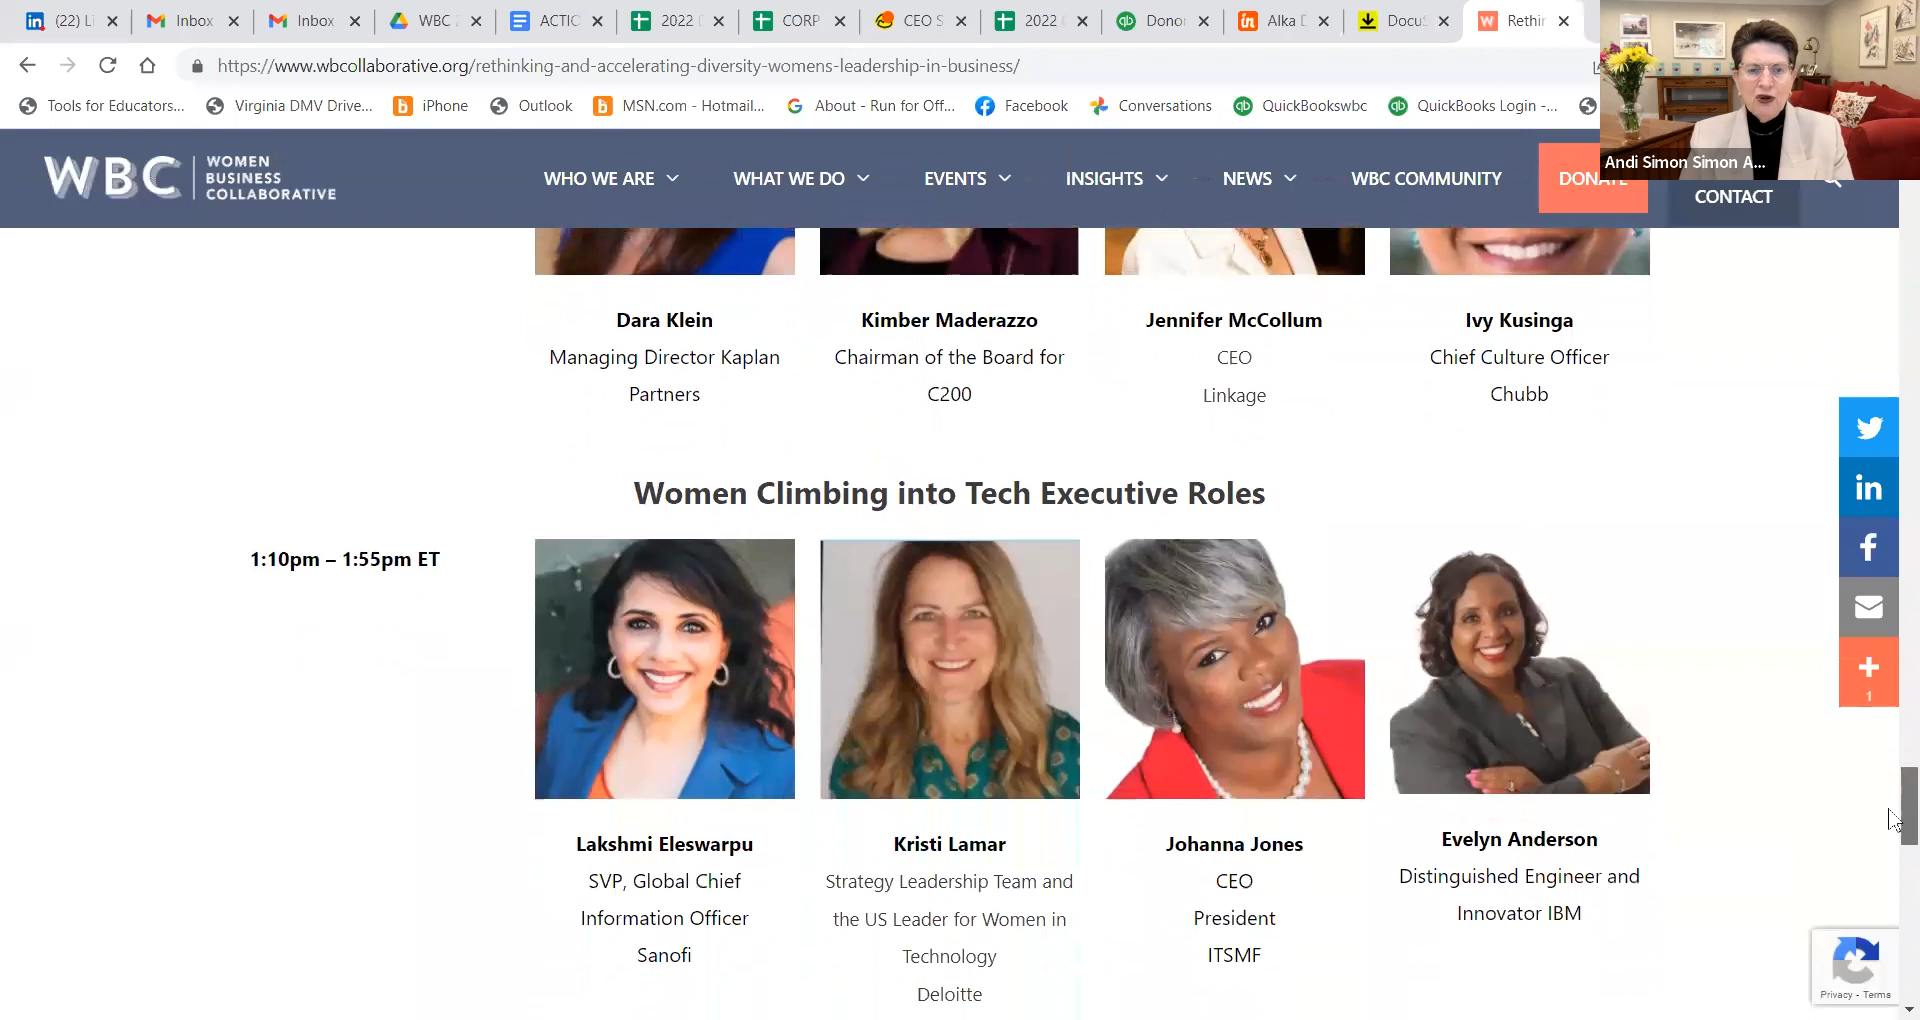 (22) Li
Inbox
Inbox
WBC 2
ACTIC
2022
CORP
CEO S
2022
Donor
Alka D
DocuS
Rethin
https://www.wbcollaborative.org/rethinking-and-accelerating-diversity-womens-leadership-in-business/
Tools for Educators...
Virginia DMV Drive...
iPhone
Outlook
MSN.com - Hotmail...
About - Run for Off...
Facebook
Conversations
QuickBookswbc
QuickBooks Login -...
Andi Simon Simon A...
WBC
WOMEN
BUSINESS
COLLABORATIVE
WHO WE ARE
WHAT WE DO
EVENTS
INSIGHTS
NEWS
WBC COMMUNITY
DONATE
CONTACT
Dara Klein
Managing Director Kaplan
Partners
Kimber Maderazzo
Chairman of the Board for
C200
Jennifer McCollum
CEO
Linkage
Ivy Kusinga
Chief Culture Officer
Chubb
Women Climbing into Tech Executive Roles
1:10pm – 1:55pm ET
Lakshmi Eleswarpu
SVP, Global Chief
Information Officer
Sanofi
Kristi Lamar
Strategy Leadership Team and
the US Leader for Women in
Technology
Deloitte
Johanna Jones
CEO
President
ITSMF
Evelyn Anderson
Distinguished Engineer and
Innovator IBM
1
Privacy - Terms